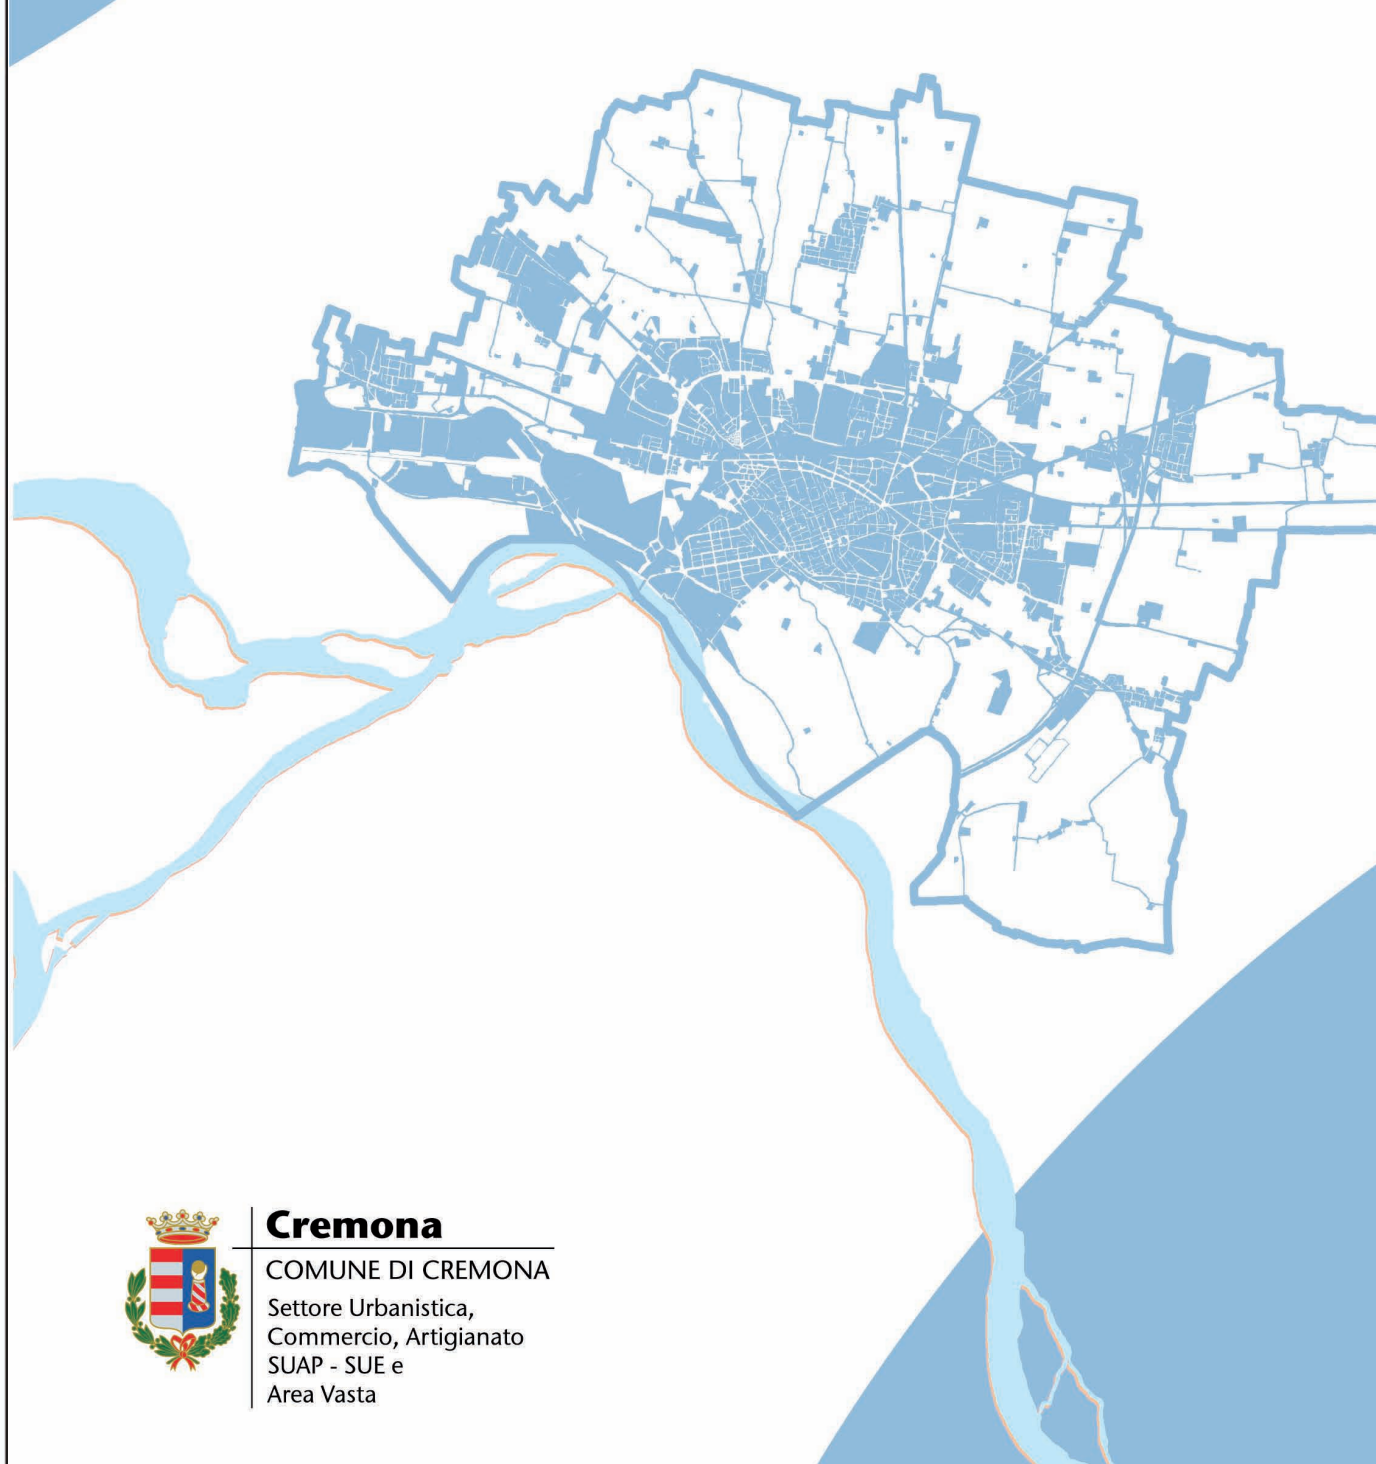 Cremona
COMUNE DI CREMONA
Settore Urbanistica,
Commercio, Artigianato
SUAP - SUE e
Area Vasta